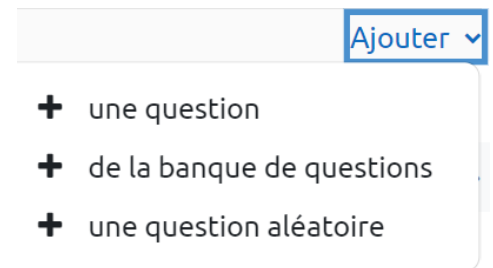 Ajouter
une question
de la banque de questions
une question aléatoire